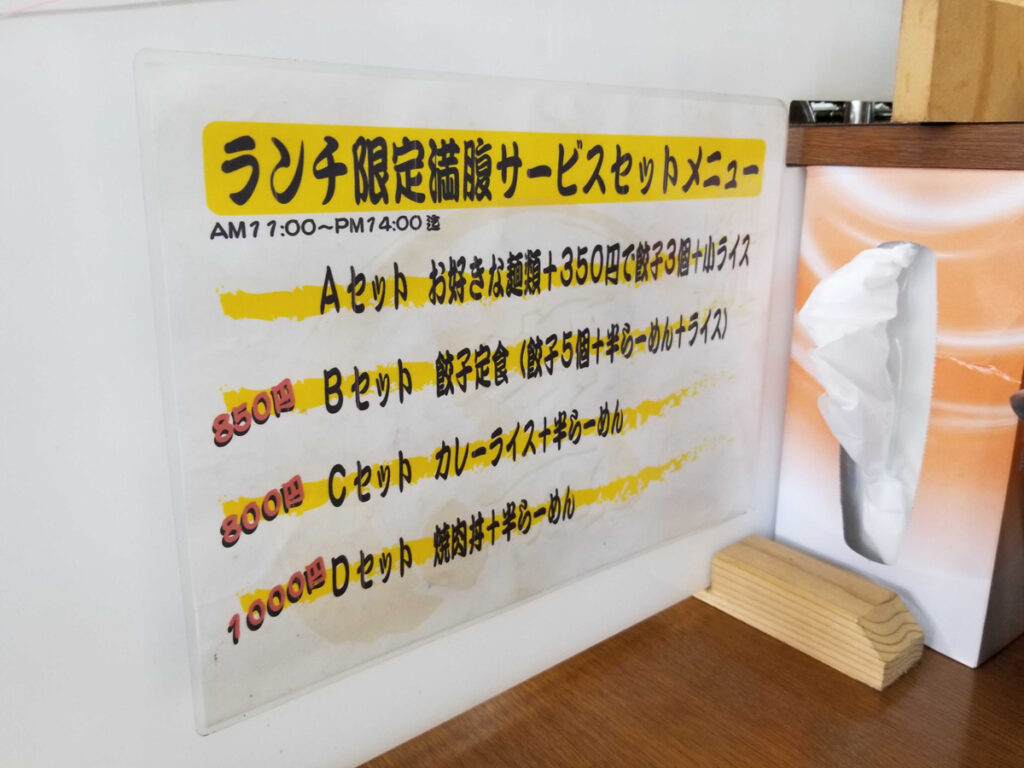 ランチ限定満腹サービスセットメニュー
AM11:00～PM14:00迄
Aセット お好きな麺類+350円で餃子3個+小ライス
850円 Bセット 餃子定食(餃子5個+半らーめん+ライス)
800円 Cセット カレーライス+半らーめん
1000円 Dセット 焼肉丼+半らーめん